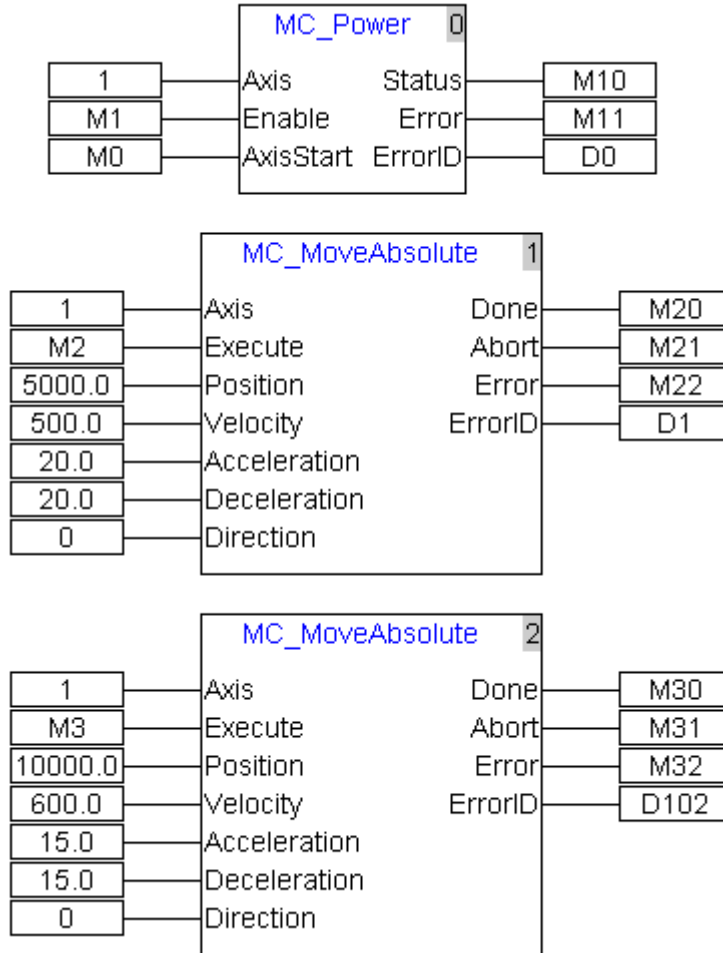 MC_Power 0
1 Axis Status M10
M1 Enable Error M11
M0 AxisStart ErrorID D0
MC_MoveAbsolute 1
1 Axis Done M20
M2 Execute Abort M21
5000.0 Position Error M22
500.0 Velocity ErrorID D1
20.0 Acceleration
20.0 Deceleration
0 Direction
MC_MoveAbsolute 2
1 Axis Done M30
M3 Execute Abort M31
10000.0 Position Error M32
600.0 Velocity ErrorID D102
15.0 Acceleration
15.0 Deceleration
0 Direction